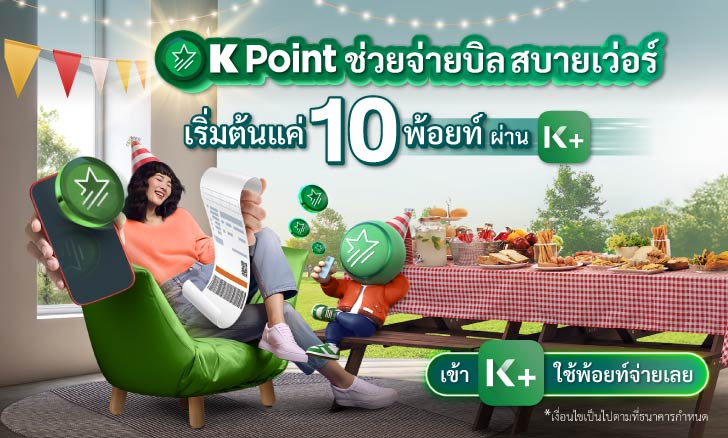 K Point ช่วยจ่ายบิล สบายเว่อร์
เริ่มต้นแค่ 10 พ้อยท์ ผ่าน K+
เข้า K+ ใช้พ้อยท์จ่ายเลย
*เงื่อนไขเป็นไปตามที่ธนาคารกำหนด